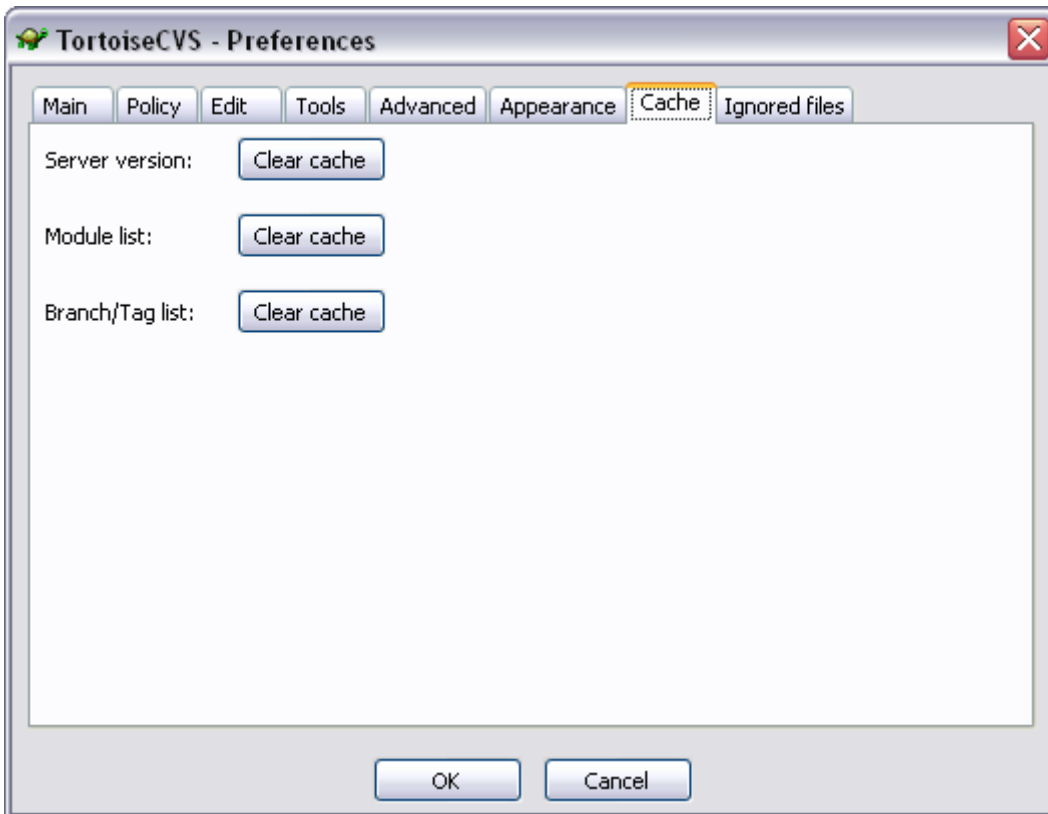 TortoiseCVS - Preferences
Main Policy Edit Tools Advanced Appearance Cache Ignored files
Server version: Clear cache
Module list: Clear cache
Branch/Tag list: Clear cache
OK Cancel